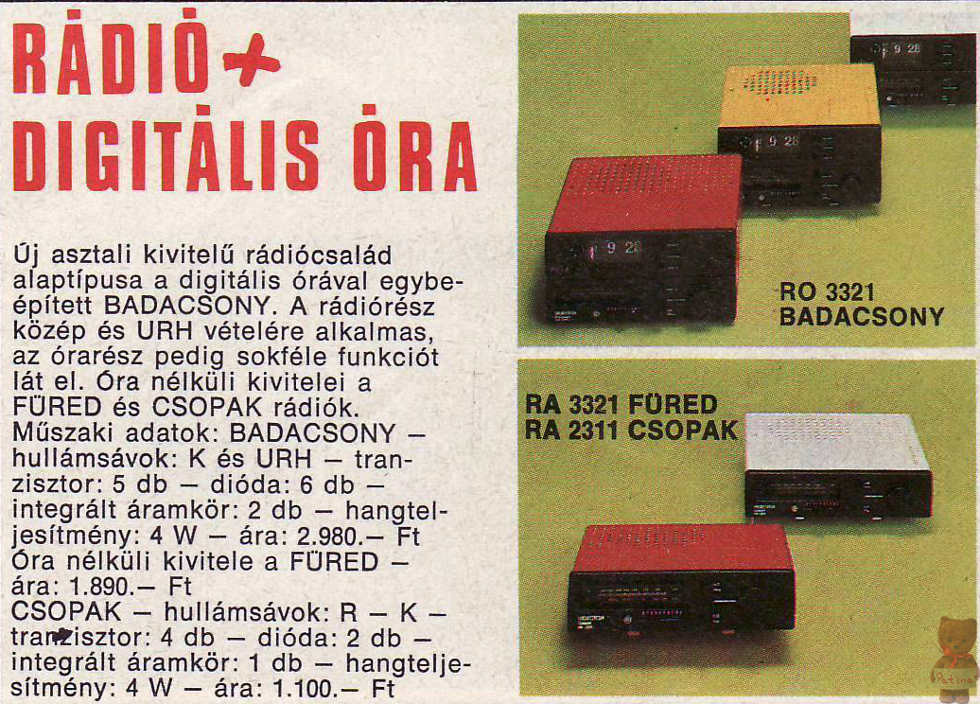 RÁDIÓ +
DIGITÁLIS ÓRA
Új asztali kivitelű rádiócsalád
alaptípusa a digitális órával egybe-
épített BADACSONY. A rádiórész
közép és URH vételére alkalmas,
az órarész pedig sokféle funkciót
lát el. Óra nélküli kivitelei a
FÜRED és CSOPAK rádiók.
Műszaki adatok: BADACSONY —
hullámsávok: K és URH — tran-
zisztor: 5 db — dióda: 6 db —
integrált áramkör: 2 db — hangtel-
jesítmény: 4 W — ára: 2.980.— Ft
Óra nélküli kivitele a FÜRED —
ára: 1.890.— Ft
CSOPAK — hullámsávok: R — K —
tranzisztor: 4 db — dióda: 2 db —
integrált áramkör: 1 db — hangtelje-
sítmény: 4 W — ára: 1.100.— Ft
9 28
9 28
9 28
RO 3321
BADACSONY
RA 3321 FÜRED
RA 2311 CSOPAK
Patina